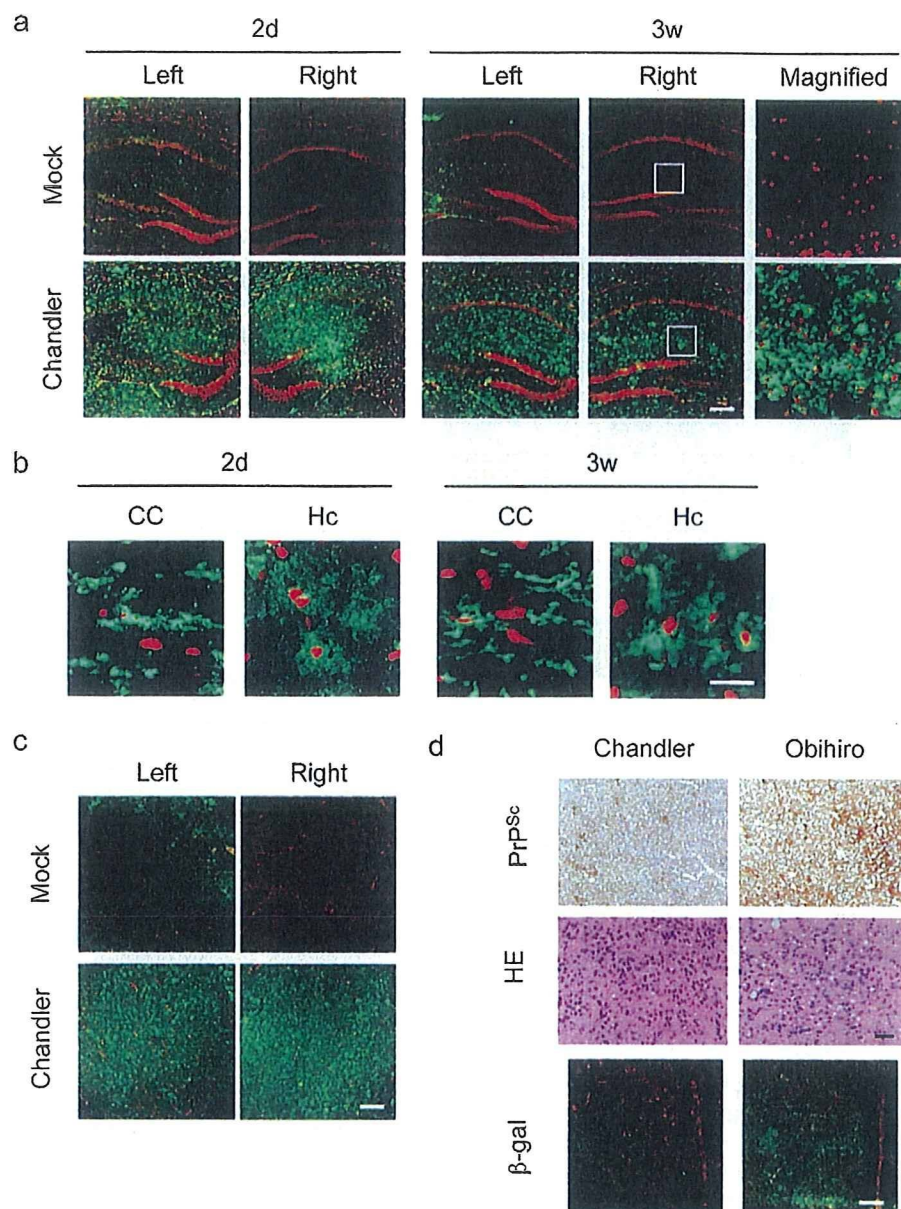 a
2d 3w
Left Right Left Right Magnified
Mock
Chandler
b
2d 3w
CC Hc CC Hc
c
Left Right
Mock
Chandler
d
Chandler Obihiro
PrPSc
HE
β-gal